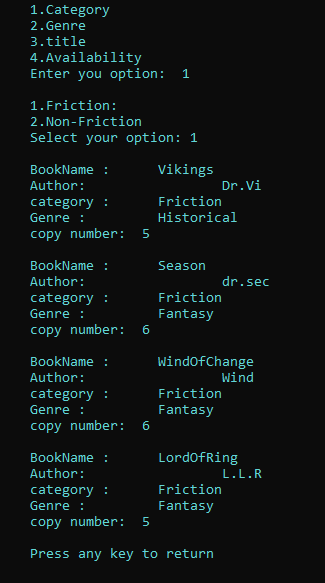 1.Category
2.Genre
3.title
4.Availability
Enter you option:  1
1.Friction:
2.Non-Friction
Select your option: 1
BookName :      Vikings
Author:                 Dr.Vi
category :      Friction
Genre :         Historical
copy number:  5
BookName :      Season
Author:                 dr.sec
category :      Friction
Genre :         Fantasy
copy number:  6
BookName :      WindOfChange
Author:                 Wind
category :      Friction
Genre :         Fantasy
copy number:  6
BookName :      LordOfRing
Author:                 L.L.R
category :      Friction
Genre :         Fantasy
copy number:  5
Press any key to return